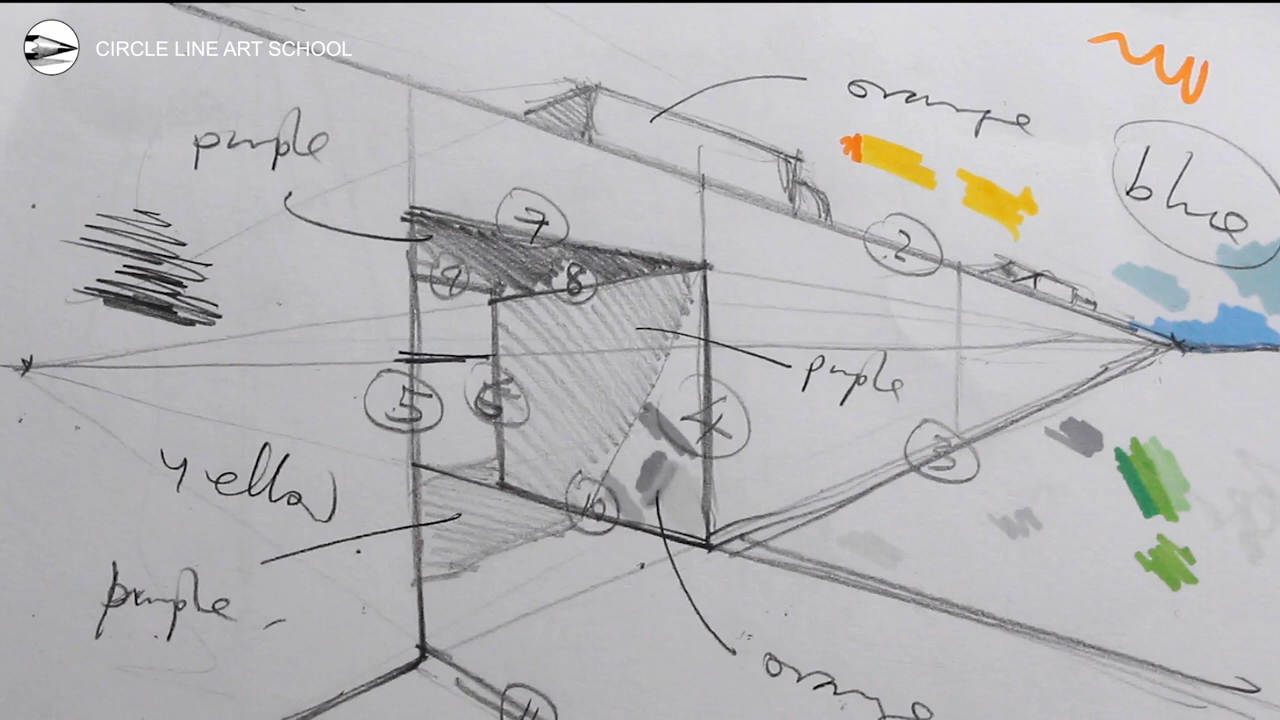 CIRCLE LINE ART SCHOOL
orange
purple
blue
7
2
9
8
purple
5
6
4
3
yellow
10
purple
orange
11